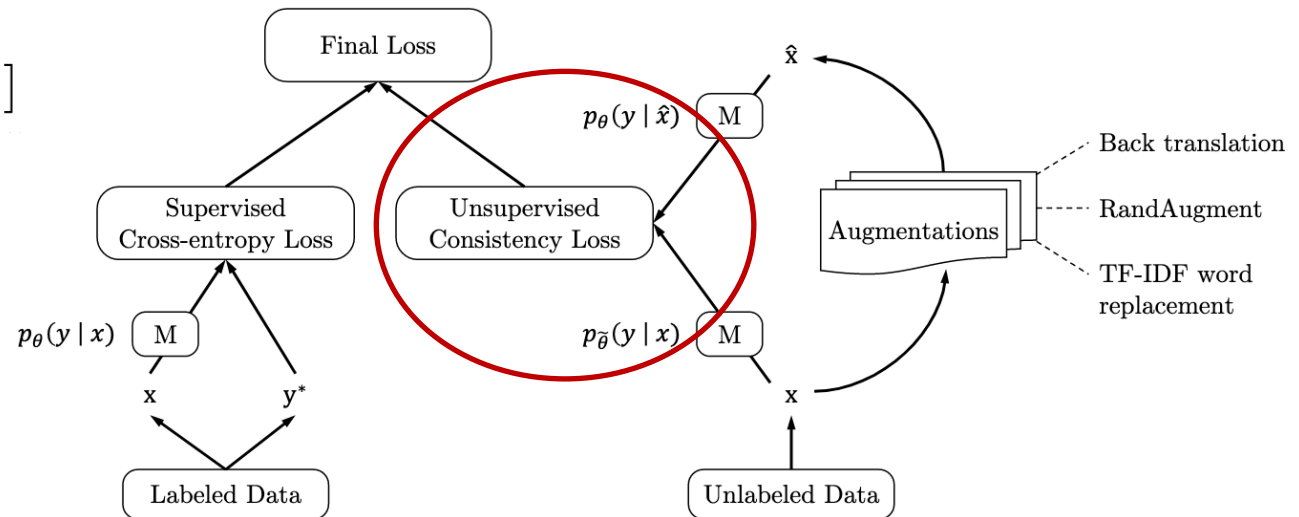 Final Loss
]
x̂
p_θ(y | x̂)
M
Back translation
RandAugment
TF-IDF word
replacement
Augmentations
Supervised
Cross-entropy Loss
Unsupervised
Consistency Loss
p_θ(y | x)
M
p_θ̃(y | x)
M
x
y*
x
Labeled Data
Unlabeled Data